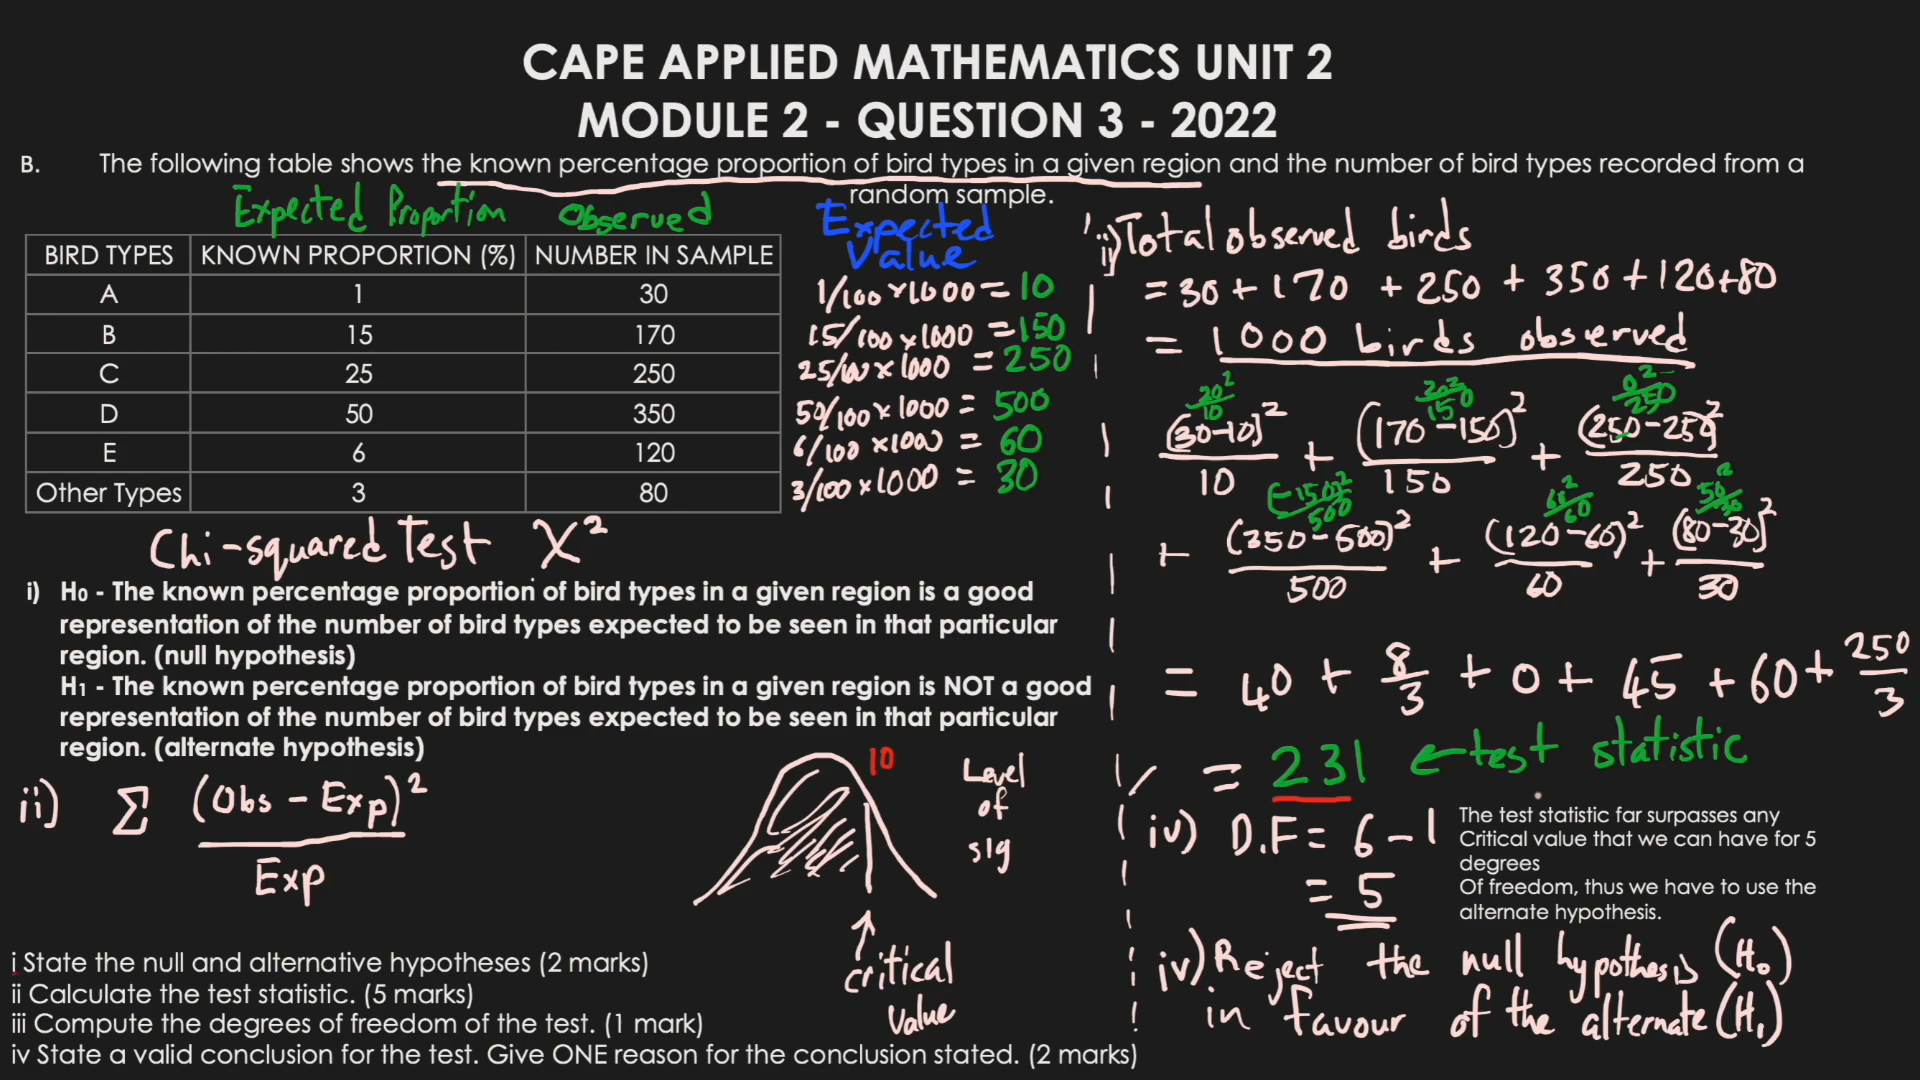 CAPE APPLIED MATHEMATICS UNIT 2
MODULE 2 - QUESTION 3 - 2022
B. The following table shows the known percentage proportion of bird types in a given region and the number of bird types recorded from a
random sample.
Expected Proportion Observed
BIRD TYPES KNOWN PROPORTION (%) NUMBER IN SAMPLE
A 1 30
B 15 170
C 25 250
D 50 350
E 6 120
Other Types 3 80
Expected
Value
1/100 × 1000 = 10
15/100 × 1000 = 150
25/100 × 1000 = 250
50/100 × 1000 = 500
6/100 × 1000 = 60
3/100 × 1000 = 30
Chi-squared Test X²
i) H0 - The known percentage proportion of bird types in a given region is a good
representation of the number of bird types expected to be seen in that particular
region. (null hypothesis)
H1 - The known percentage proportion of bird types in a given region is NOT a good
representation of the number of bird types expected to be seen in that particular
region. (alternate hypothesis)
ii) Σ (Obs - Exp)²
Exp
10
Level
of
sig
critical
value
i State the null and alternative hypotheses (2 marks)
ii Calculate the test statistic. (5 marks)
iii Compute the degrees of freedom of the test. (1 mark)
iv State a valid conclusion for the test. Give ONE reason for the conclusion stated. (2 marks)
ii) Total observed birds
= 30 + 170 + 250 + 350 + 120 + 80
= 1000 birds observed
20²/10 20²/150 0²/250
(30-10)²/10 + (170-150)²/150 + (250-250)²/250
(-150)²/500 60²/60 50²/30
+ (350-500)²/500 + (120-60)²/60 + (80-30)²/30
= 40 + 8/3 + 0 + 45 + 60 + 250/3
= 231 ← test statistic
iv) D.F = 6 - 1
= 5
The test statistic far surpasses any
Critical value that we can have for 5
degrees
Of freedom, thus we have to use the
alternate hypothesis.
iv) Reject the null hypothesis (H₀)
in favour of the alternate (H₁)